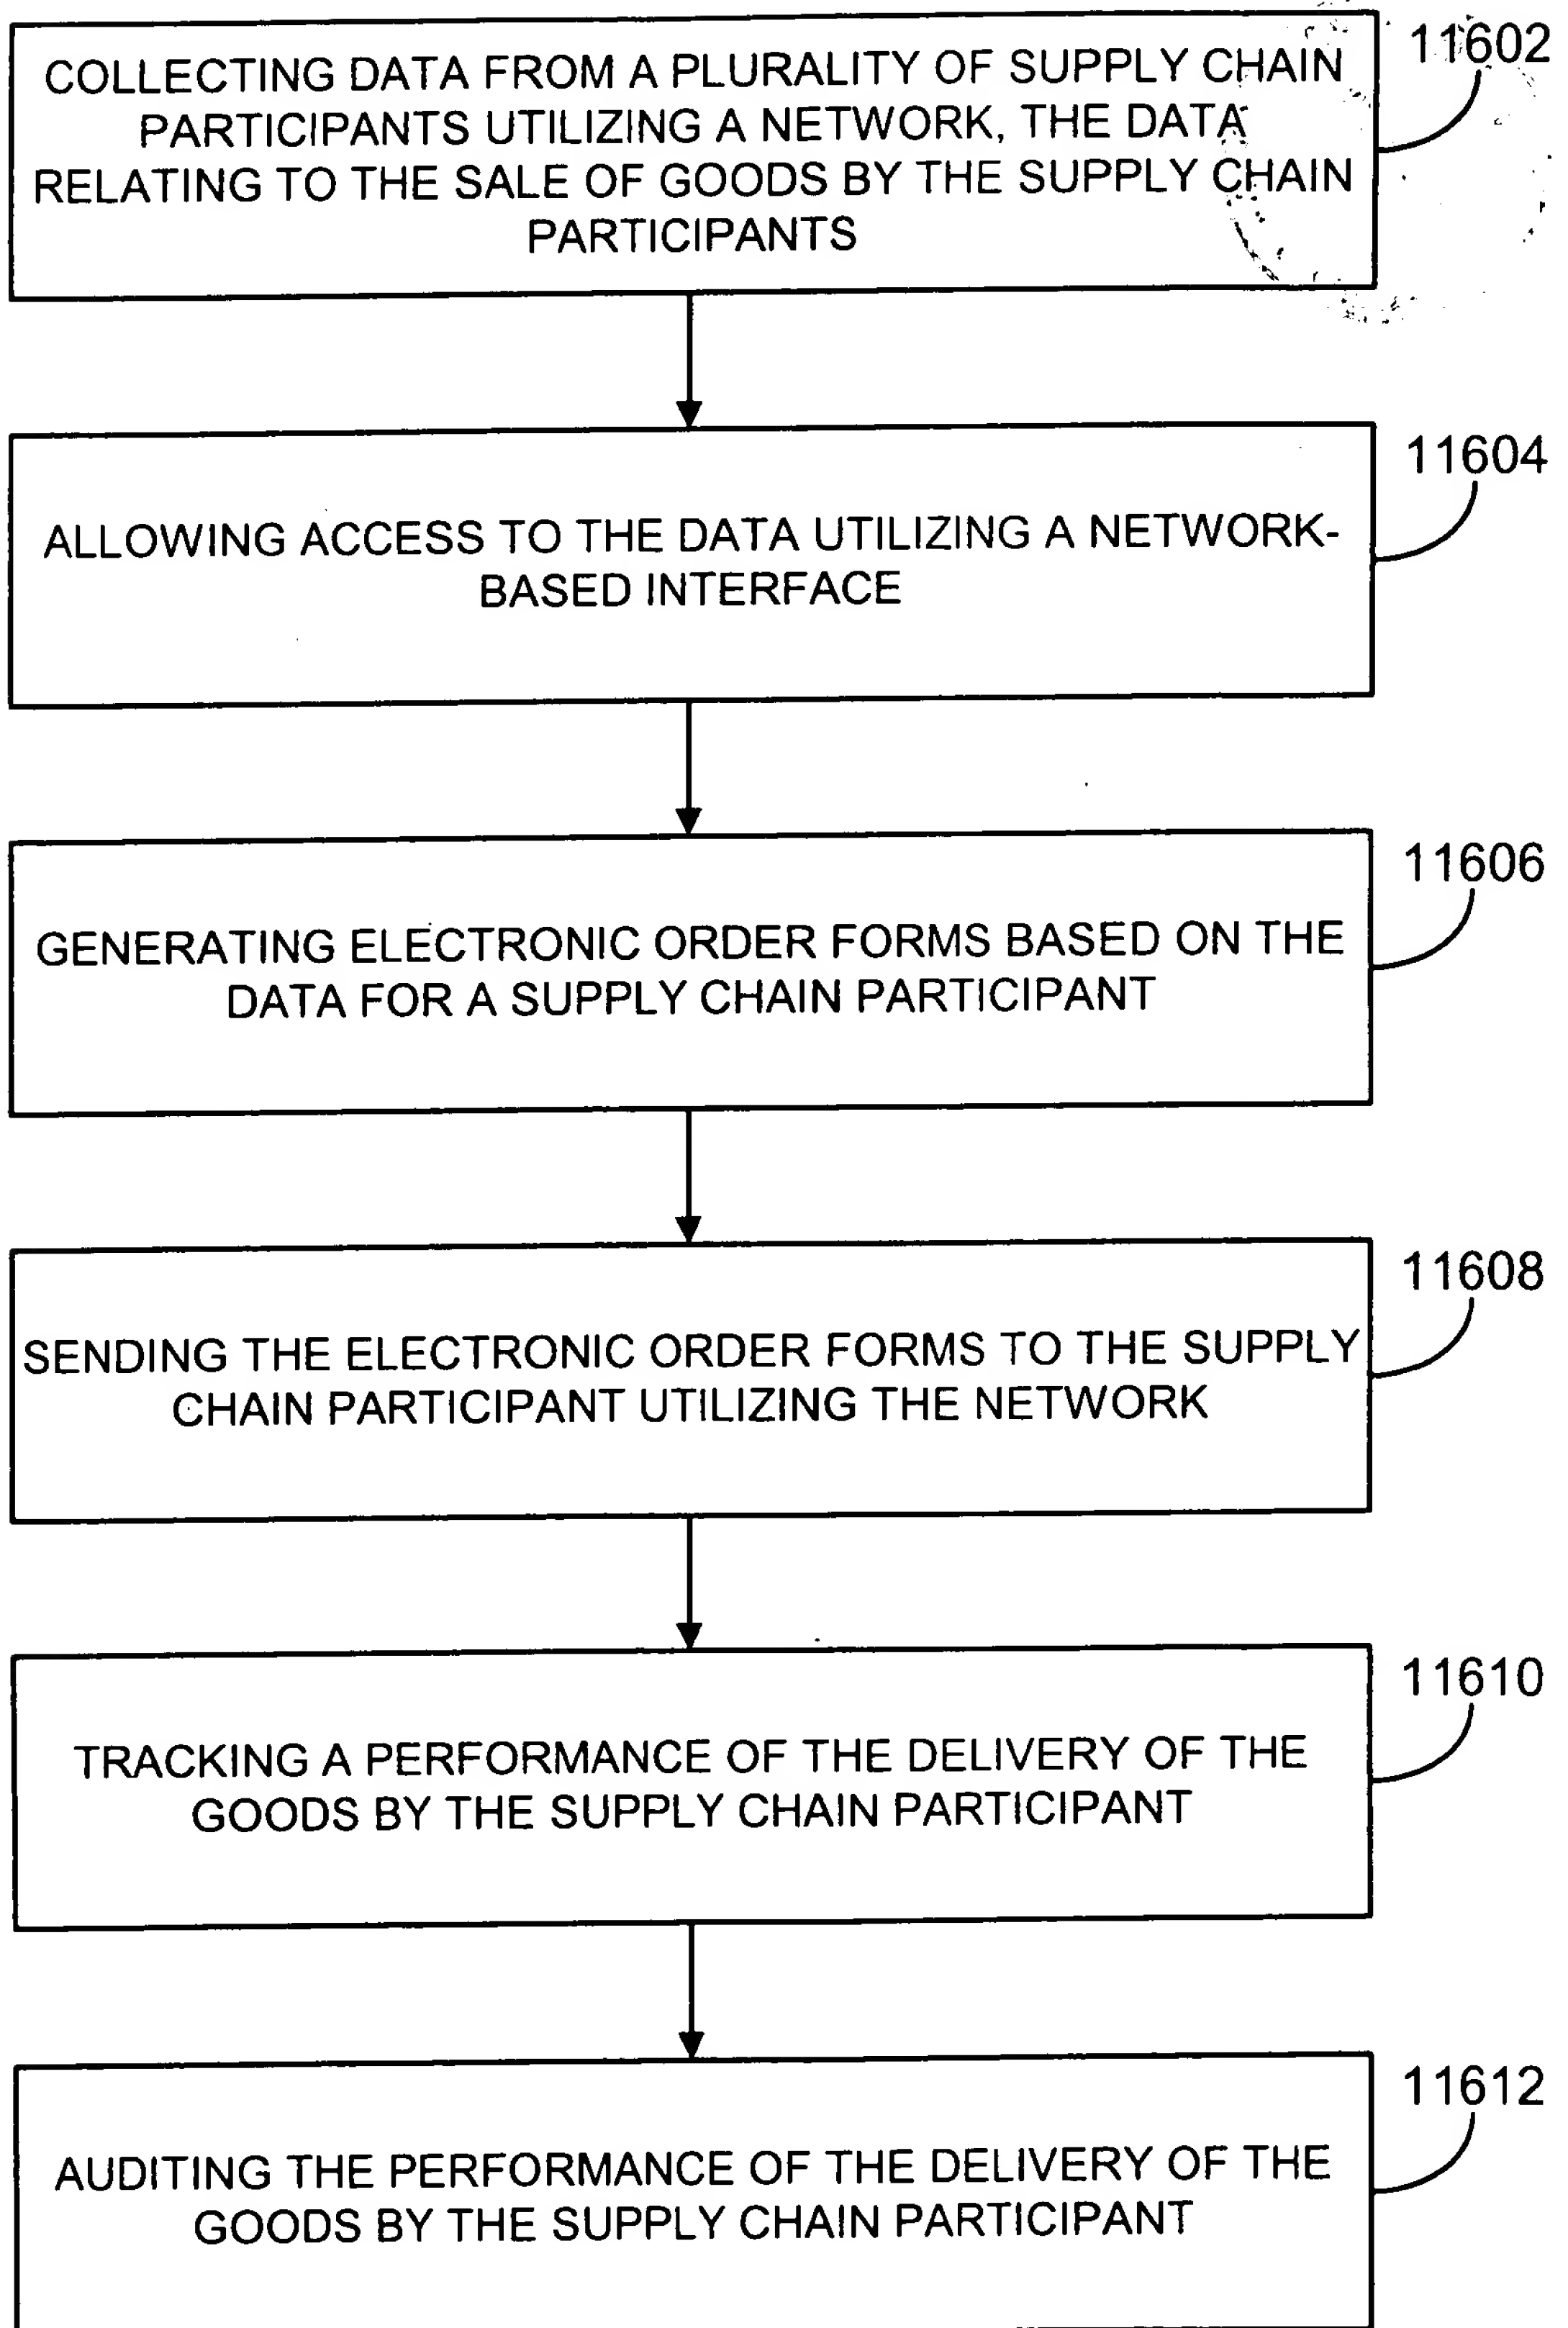 COLLECTING DATA FROM A PLURALITY OF SUPPLY CHAIN
PARTICIPANTS UTILIZING A NETWORK, THE DATA
RELATING TO THE SALE OF GOODS BY THE SUPPLY CHAIN
PARTICIPANTS
11602
ALLOWING ACCESS TO THE DATA UTILIZING A NETWORK-
BASED INTERFACE
11604
GENERATING ELECTRONIC ORDER FORMS BASED ON THE
DATA FOR A SUPPLY CHAIN PARTICIPANT
11606
SENDING THE ELECTRONIC ORDER FORMS TO THE SUPPLY
CHAIN PARTICIPANT UTILIZING THE NETWORK
11608
TRACKING A PERFORMANCE OF THE DELIVERY OF THE
GOODS BY THE SUPPLY CHAIN PARTICIPANT
11610
AUDITING THE PERFORMANCE OF THE DELIVERY OF THE
GOODS BY THE SUPPLY CHAIN PARTICIPANT
11612